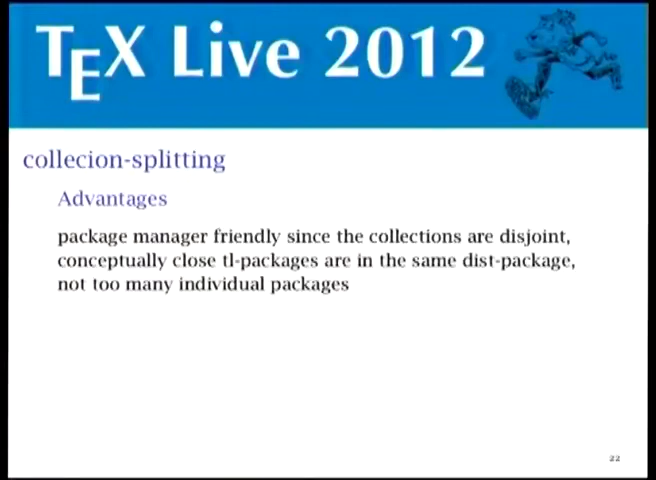 TEX Live 2012
collecion-splitting
Advantages
package manager friendly since the collections are disjoint,
conceptually close tl-packages are in the same dist-package,
not too many individual packages
22